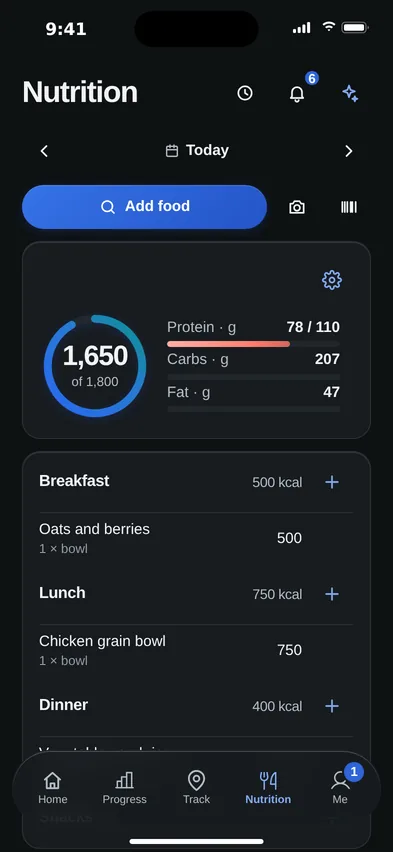 9:41
Nutrition
6
Today
Add food
1,650
of 1,800
Protein · g 78 / 110
Carbs · g 207
Fat · g 47
Breakfast 500 kcal
Oats and berries 500
1 × bowl
Lunch 750 kcal
Chicken grain bowl 750
1 × bowl
Dinner 400 kcal
Snacks
1
Home Progress Track Nutrition Me